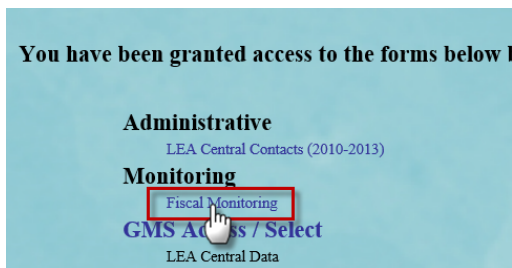 You have been granted access to the forms below
Administrative
LEA Central Contacts (2010-2013)
Monitoring
Fiscal Monitoring
GMS Access / Select
LEA Central Data